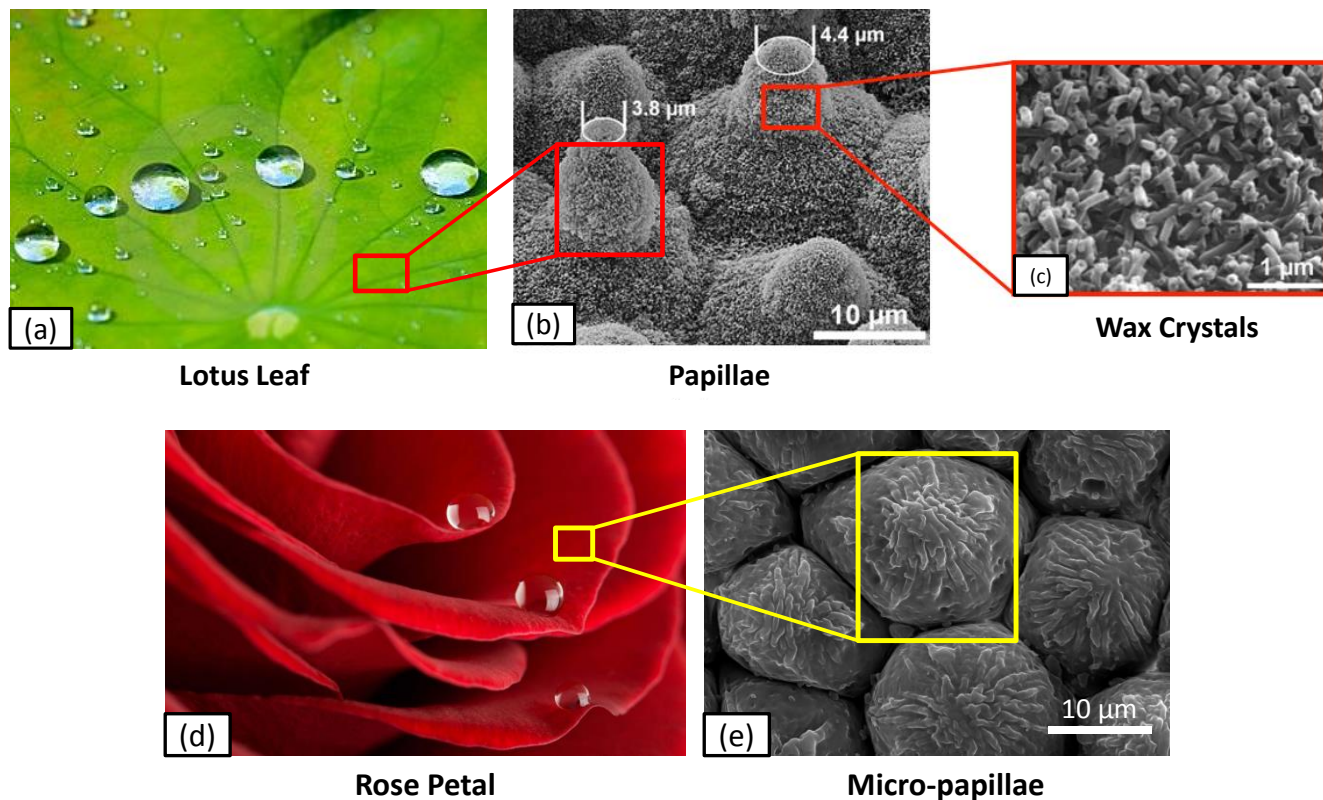 3.8 µm
4.4 µm
10 µm
1 µm
(a)
(b)
(c)
Lotus Leaf
Papillae
Wax Crystals
10 µm
(d)
(e)
Rose Petal
Micro-papillae